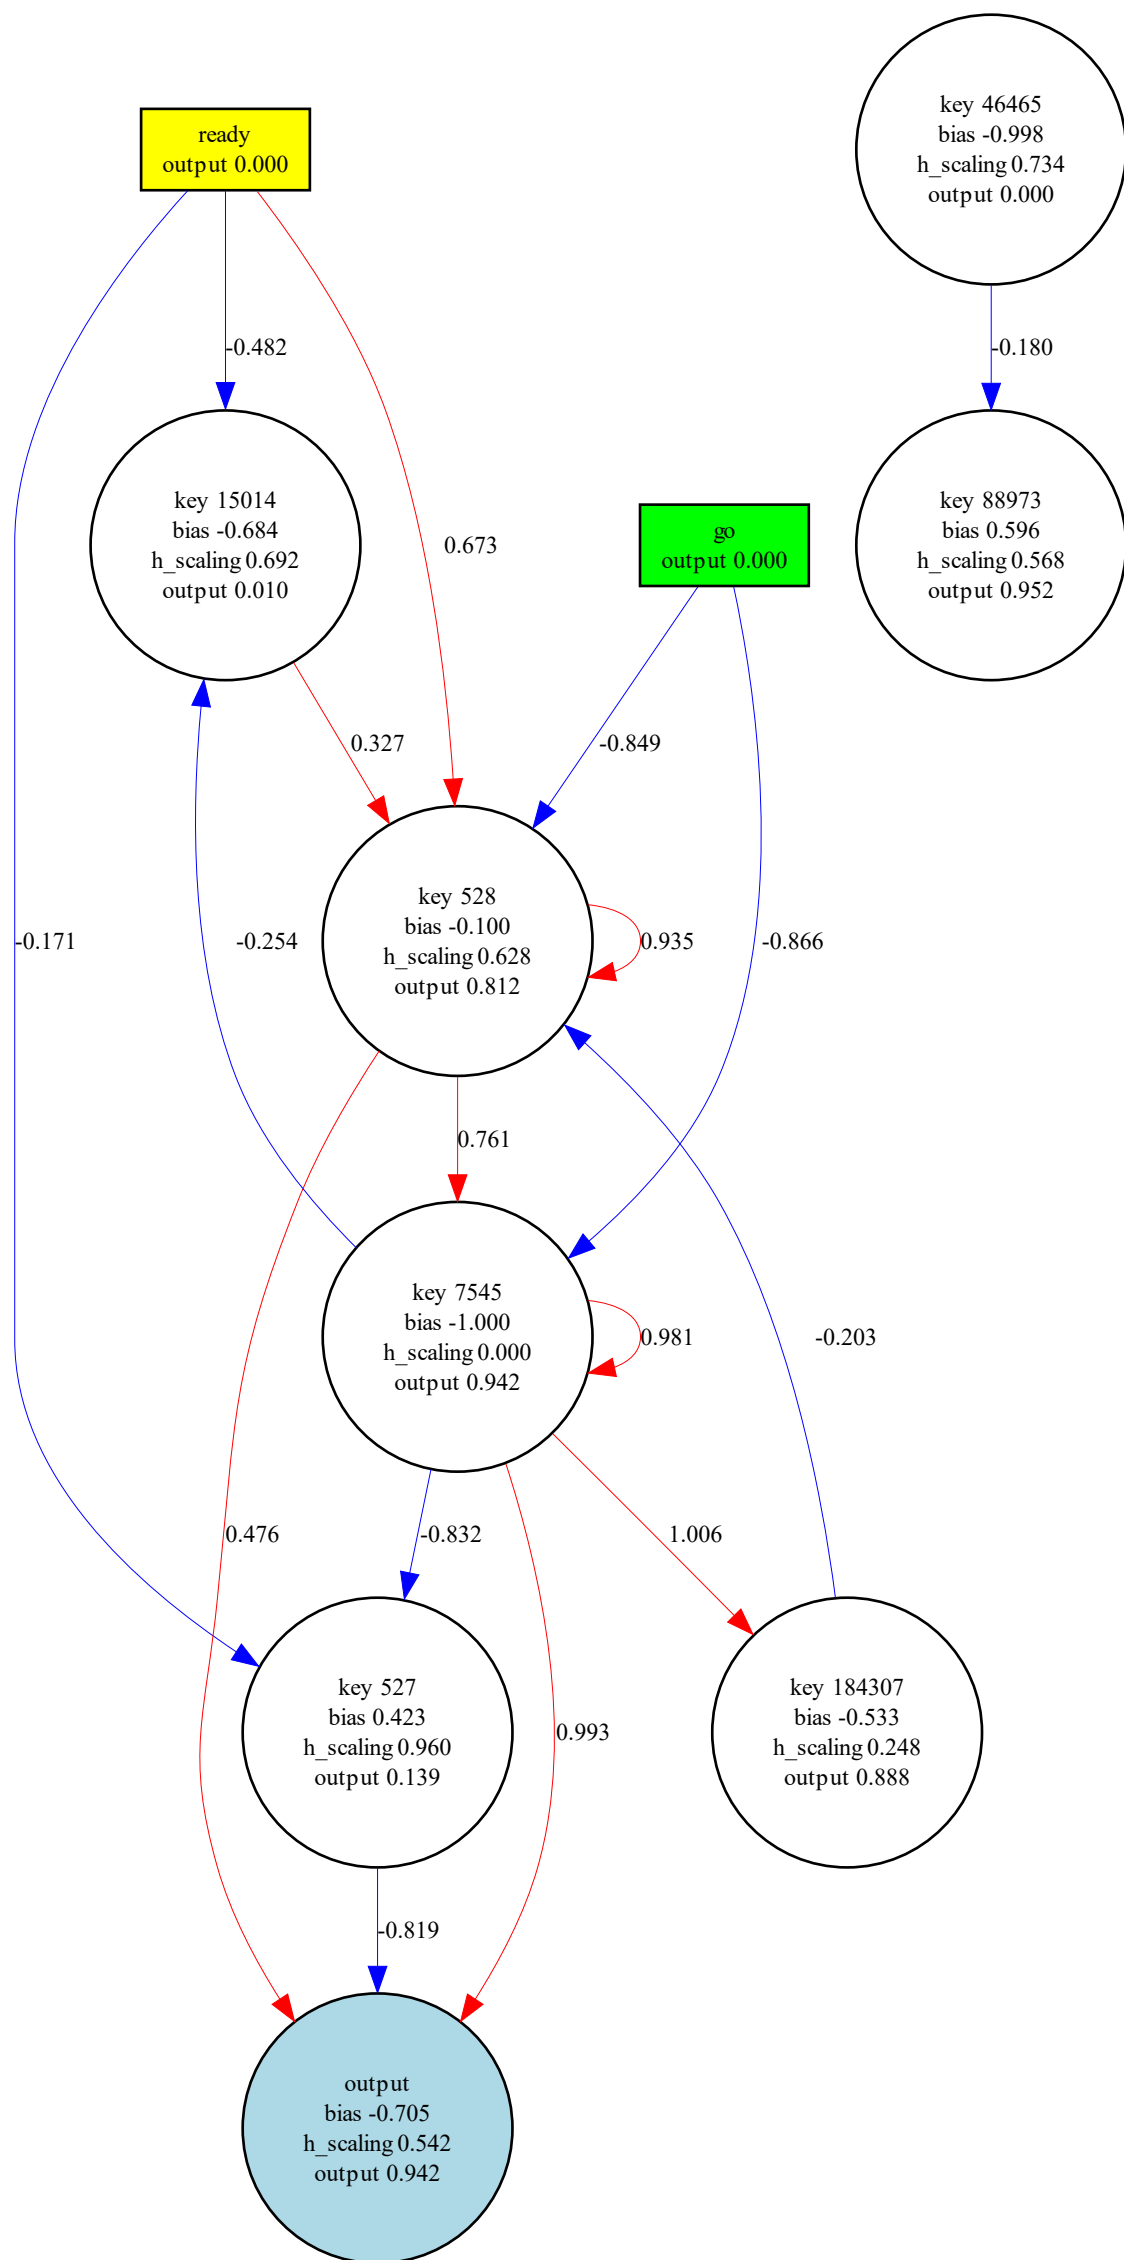 key 46465
bias -0.998
h_scaling 0.734
output 0.000
ready
output 0.000
-0.482
-0.180
key 15014
bias -0.684
h_scaling 0.692
output 0.010
0.673
go
output 0.000
key 88973
bias 0.596
h_scaling 0.568
output 0.952
0.327
-0.849
-0.171
-0.254
key 528
bias -0.100
h_scaling 0.628
output 0.812
0.935
-0.866
0.761
key 7545
bias -1.000
h_scaling 0.000
output 0.942
0.981
-0.203
0.476
-0.832
1.006
key 527
bias 0.423
h_scaling 0.960
output 0.139
0.993
key 184307
bias -0.533
h_scaling 0.248
output 0.888
-0.819
output
bias -0.705
h_scaling 0.542
output 0.942